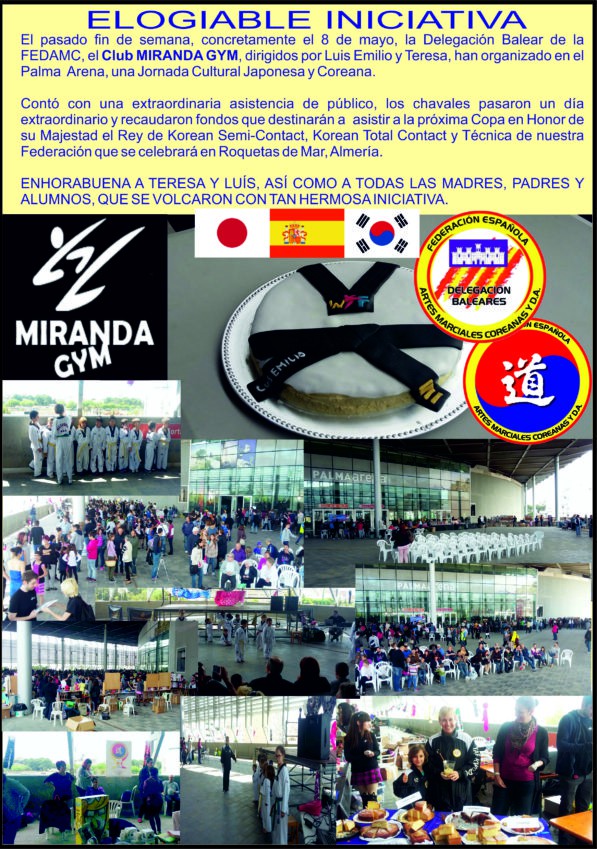 ELOGIABLE INICIATIVA
El pasado fin de semana, concretamente el 8 de mayo, la Delegación Balear de la
FEDAMC, el Club MIRANDA GYM, dirigidos por Luis Emilio y Teresa, han organizado en el
Palma Arena, una Jornada Cultural Japonesa y Coreana.
Contó con una extraordinaria asistencia de público, los chavales pasaron un día
extraordinario y recaudaron fondos que destinarán a asistir a la próxima Copa en Honor de
su Majestad el Rey de Korean Semi-Contact, Korean Total Contact y Técnica de nuestra
Federación que se celebrará en Roquetas de Mar, Almería.
ENHORABUENA A TERESA Y LUÍS, ASÍ COMO A TODAS LAS MADRES, PADRES Y
ALUMNOS, QUE SE VOLCARON CON TAN HERMOSA INICIATIVA.
MIRANDA
GYM
WTF
EMILIO
FEDERACIÓN ESPAÑOLA
DELEGACION
BALEARES
ARTES MARCIALES COREANAS Y D.A.
ESPAÑOLA
道
ARTES MARCIALES COREANAS Y D.A.
PALMA arena